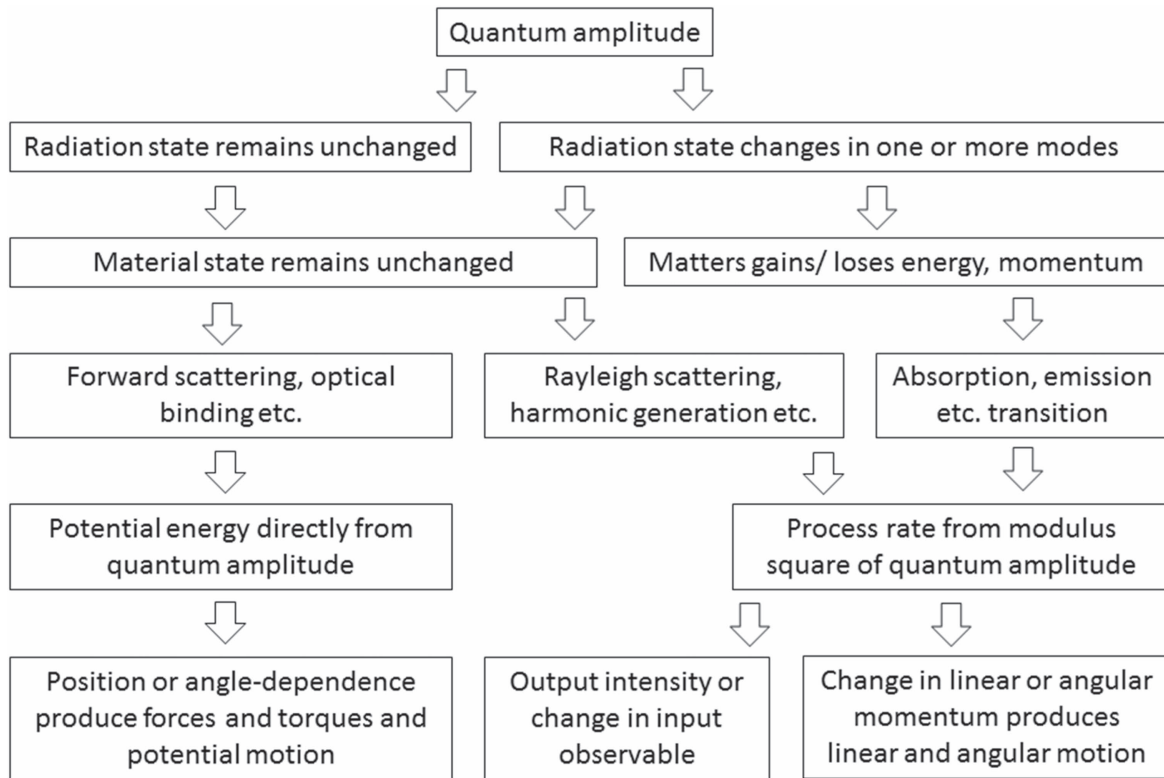 Quantum amplitude
Radiation state remains unchanged
Radiation state changes in one or more modes
Material state remains unchanged
Matters gains/ loses energy, momentum
Forward scattering, optical
binding etc.
Rayleigh scattering,
harmonic generation etc.
Absorption, emission
etc. transition
Potential energy directly from
quantum amplitude
Process rate from modulus
square of quantum amplitude
Position or angle-dependence
produce forces and torques and
potential motion
Output intensity or
change in input
observable
Change in linear or angular
momentum produces
linear and angular motion